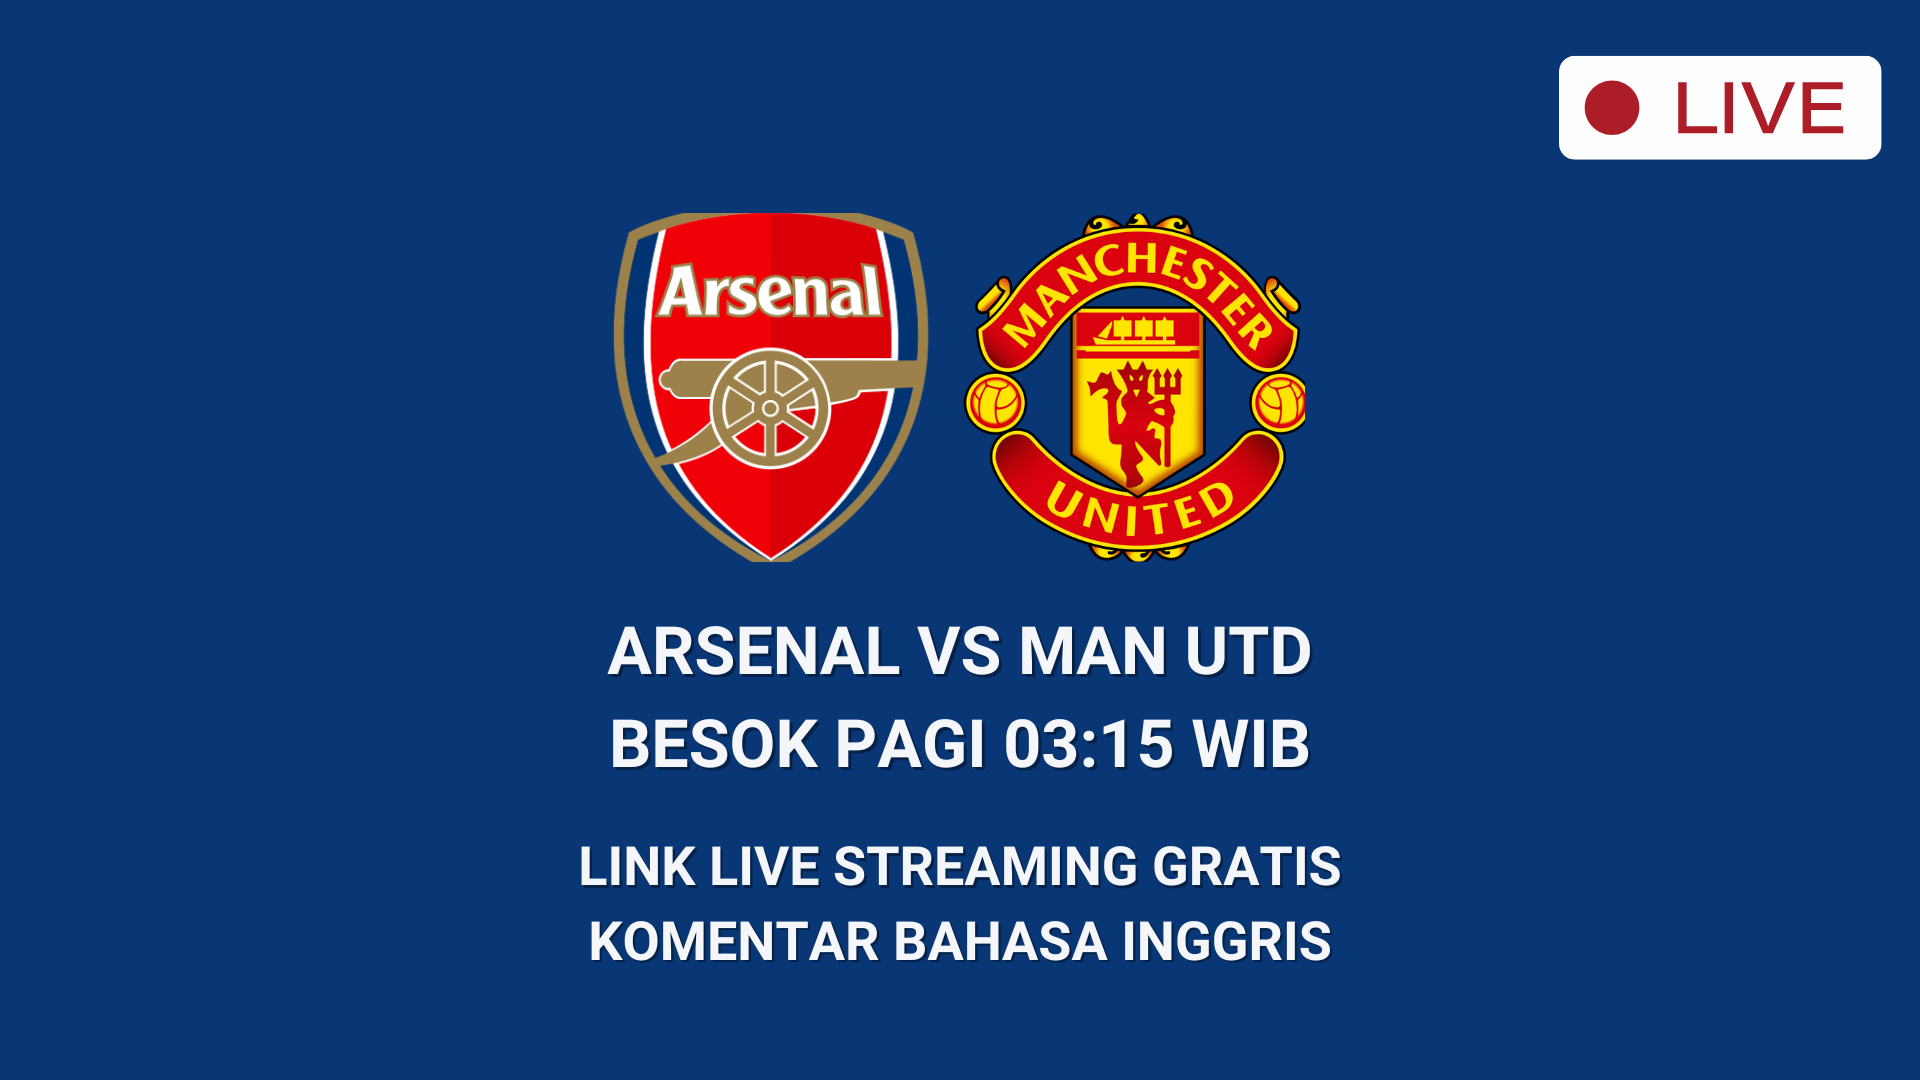 LIVE
Arsenal
MANCHESTER
UNITED
ARSENAL VS MAN UTD
BESOK PAGI 03:15 WIB
LINK LIVE STREAMING GRATIS
KOMENTAR BAHASA INGGRIS